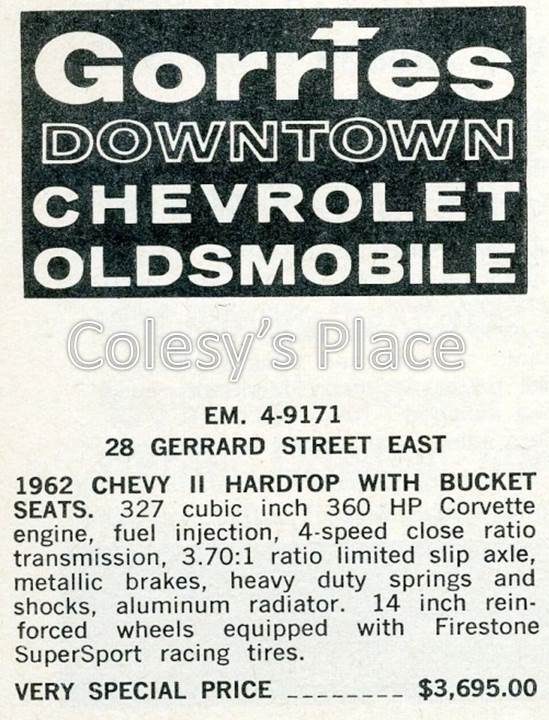 Gorries
DOWNTOWN
CHEVROLET
OLDSMOBILE
Colesy's Place
EM. 4-9171
28 GERRARD STREET EAST
1962 CHEVY II HARDTOP WITH BUCKET
SEATS. 327 cubic inch 360 HP Corvette
engine, fuel injection, 4-speed close ratio
transmission, 3.70:1 ratio limited slip axle,
metallic brakes, heavy duty springs and
shocks, aluminum radiator. 14 inch rein-
forced wheels equipped with Firestone
SuperSport racing tires.
VERY SPECIAL PRICE ________ $3,695.00